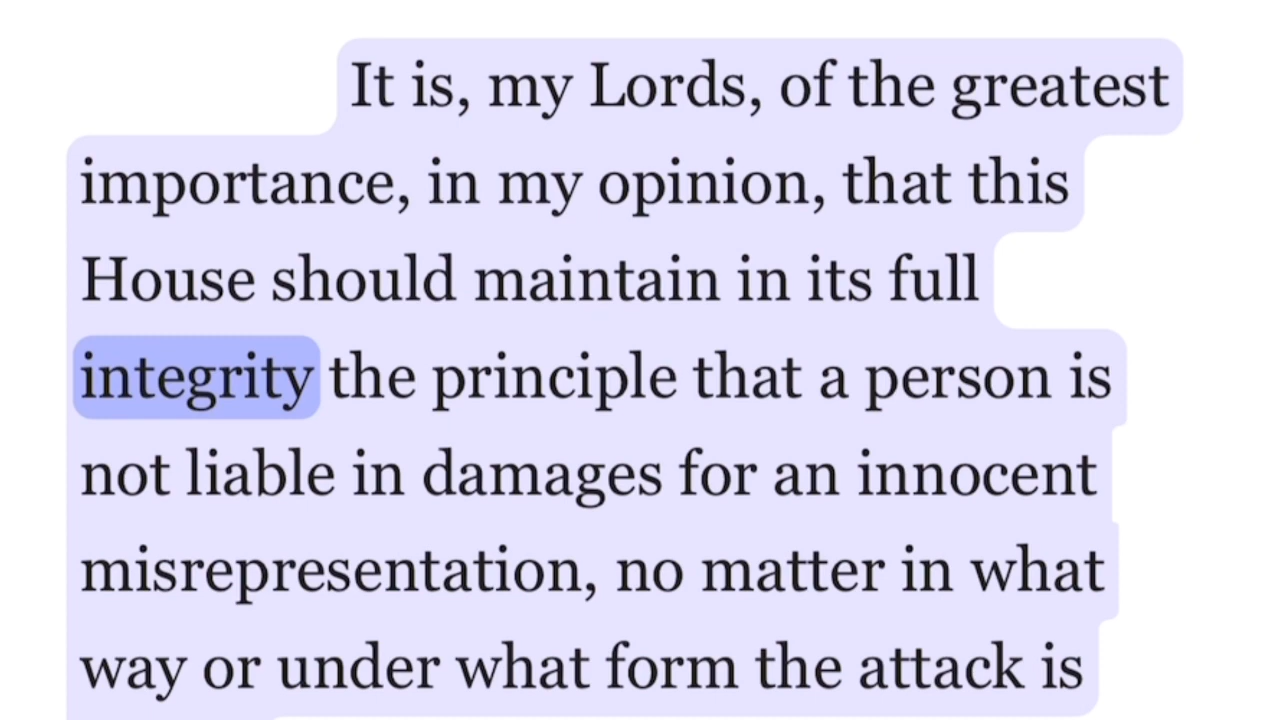 It is, my Lords, of the greatest
importance, in my opinion, that this
House should maintain in its full
integrity the principle that a person is
not liable in damages for an innocent
misrepresentation, no matter in what
way or under what form the attack is